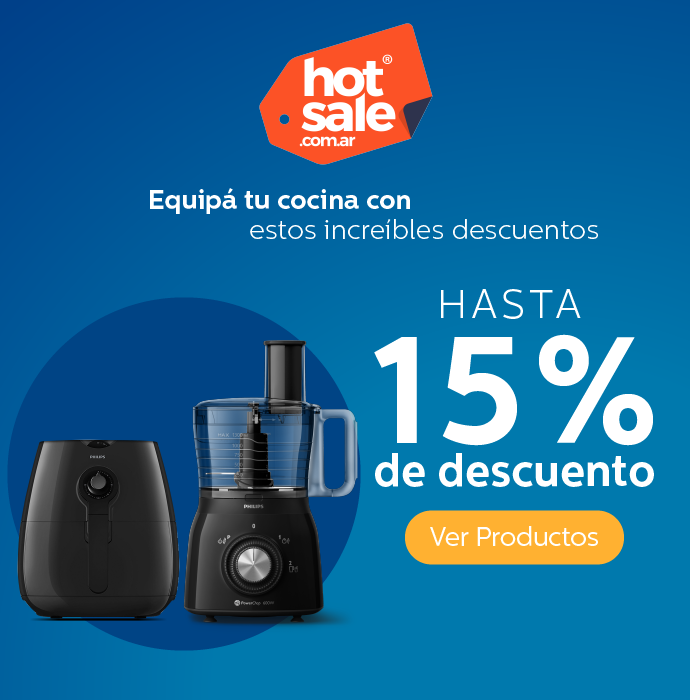 hot®
sale
.com.ar
Equipá tu cocina con
estos increíbles descuentos
HASTA
15%
de descuento
Ver Productos
PHILIPS
PHILIPS
0